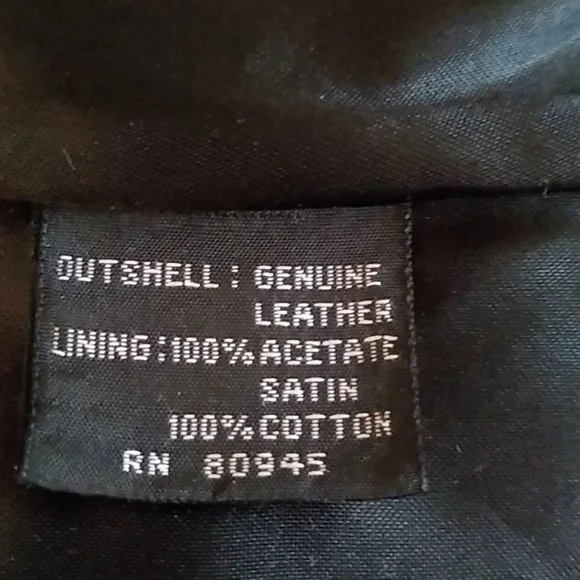 OUTSHELL: GENUINE
LEATHER
LINING:100% ACETATE
SATIN
100% COTTON
RN 80945